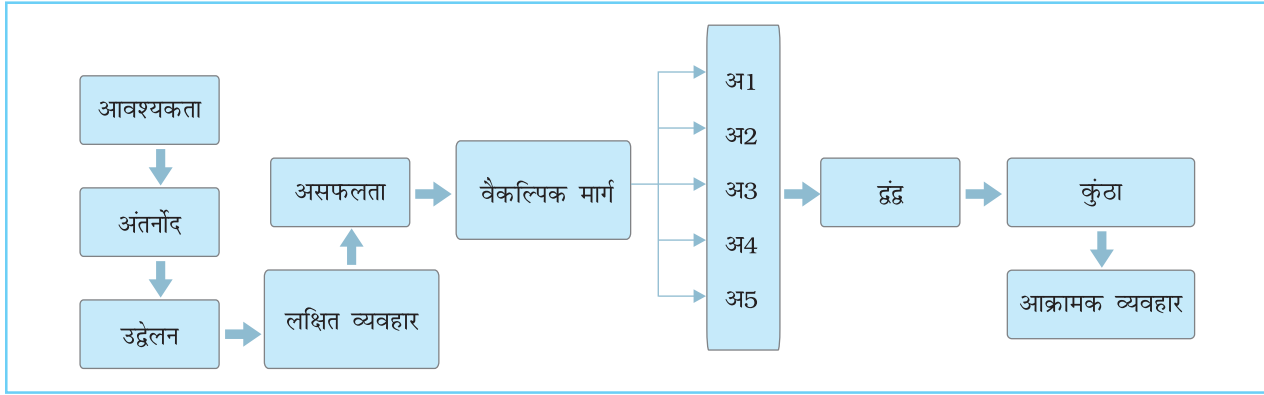 आवश्यकता
अंतर्नोद
उद्वेलन
लक्षित व्यवहार
असफलता
वैकल्पिक मार्ग
अ1
अ2
अ3
अ4
अ5
द्वंद्व
कुंठा
आक्रामक व्यवहार